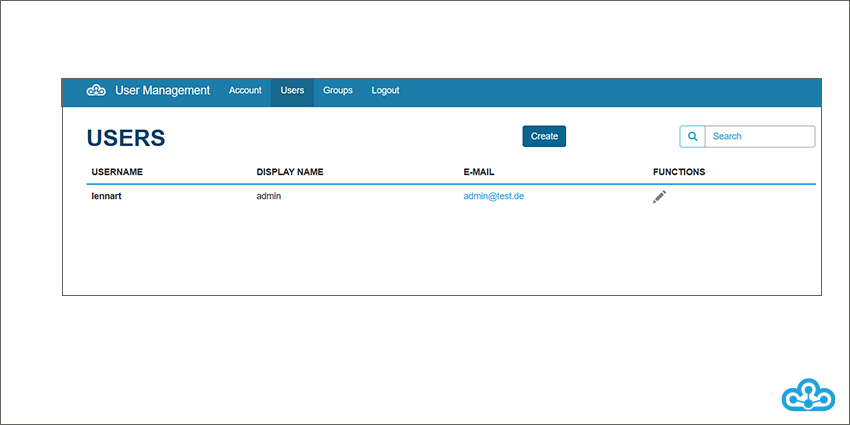 User Management Account Users Groups Logout
USERS Create Search
USERNAME DISPLAY NAME E-MAIL FUNCTIONS
lennart admin admin@test.de